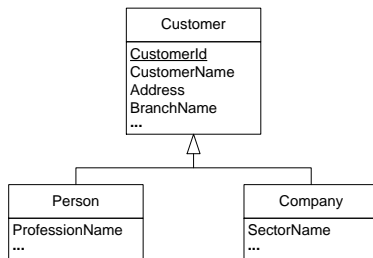 Customer
CustomerId
CustomerName
Address
BranchName
...
Person
ProfessionName
...
Company
SectorName
...